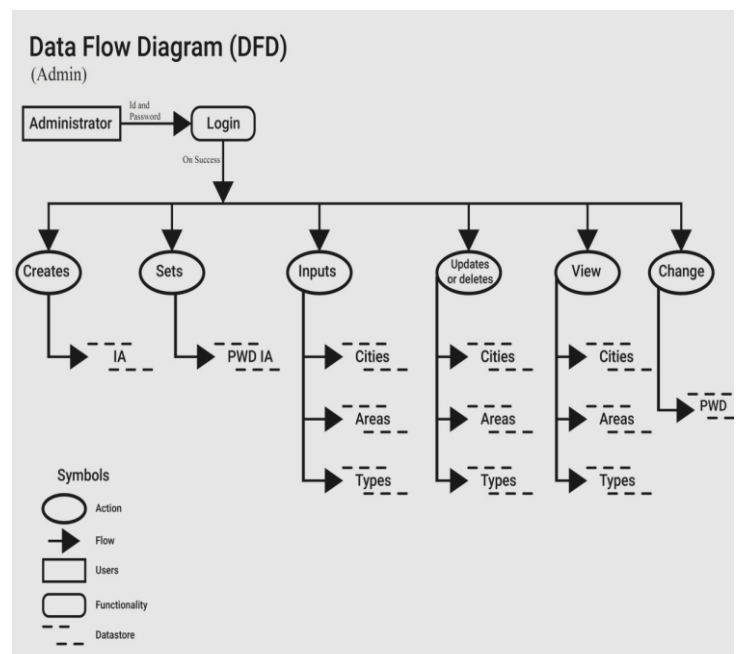 Data Flow Diagram (DFD)
(Admin)
Id and
Password
Administrator
Login
On Success
Creates
Sets
Inputs
Updates
or deletes
View
Change
IA
PWD IA
Cities
Cities
Cities
PWD
Areas
Areas
Areas
Types
Types
Types
Symbols
Action
Flow
Users
Functionality
Datastore